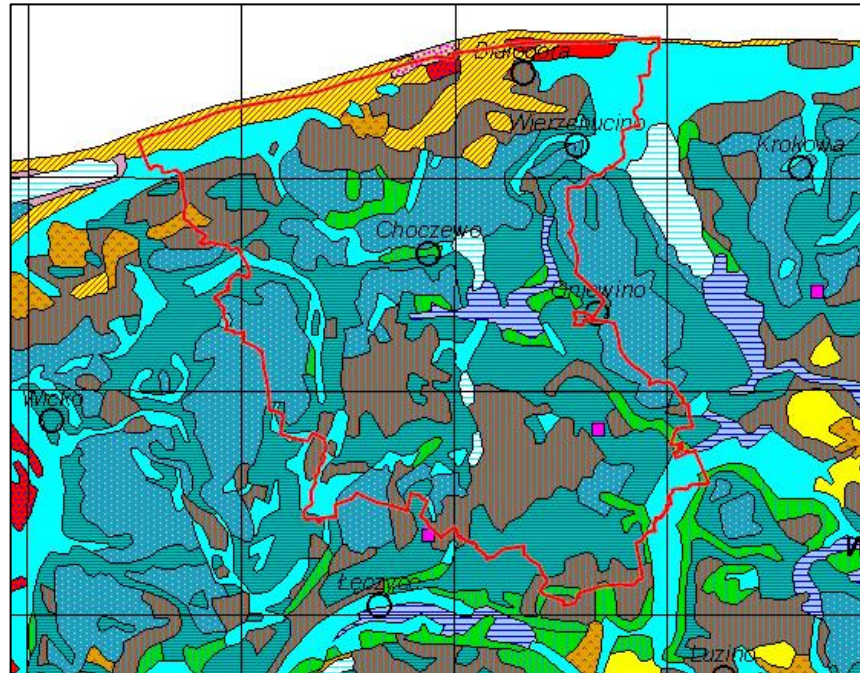 Białogóra
Wierzchucino
Krokowa
Choczewo
Gniewino
Wicko
Łęczyce
W
Luzino